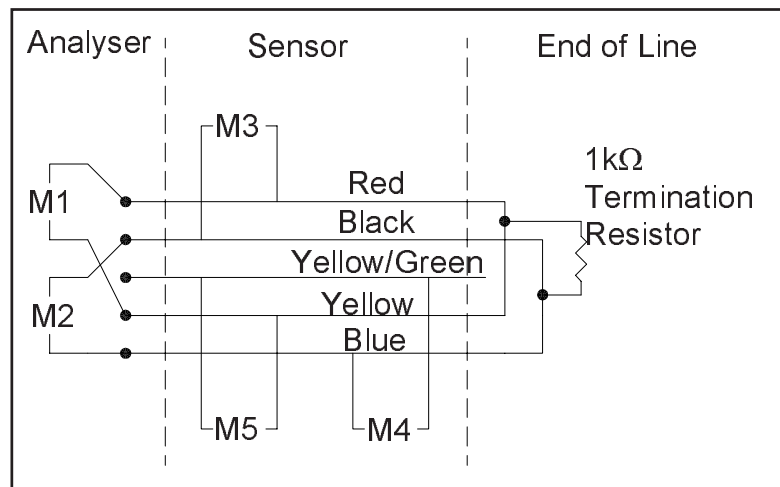 Analyser
Sensor
End of Line
M3
1kΩ
Termination
Resistor
Red
M1
Black
Yellow/Green
Yellow
M2
Blue
M5
M4